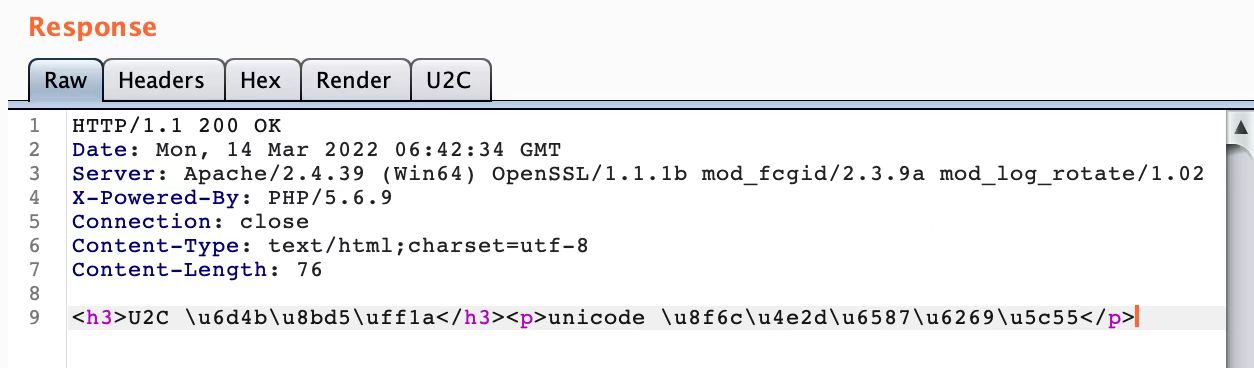 Response
Raw Headers Hex Render U2C
1 HTTP/1.1 200 OK
2 Date: Mon, 14 Mar 2022 06:42:34 GMT
3 Server: Apache/2.4.39 (Win64) OpenSSL/1.1.1b mod_fcgid/2.3.9a mod_log_rotate/1.02
4 X-Powered-By: PHP/5.6.9
5 Connection: close
6 Content-Type: text/html;charset=utf-8
7 Content-Length: 76
8
9 <h3>U2C \u6d4b\u8bd5\uff1a</h3><p>unicode \u8f6c\u4e2d\u6587\u6269\u5c55</p>